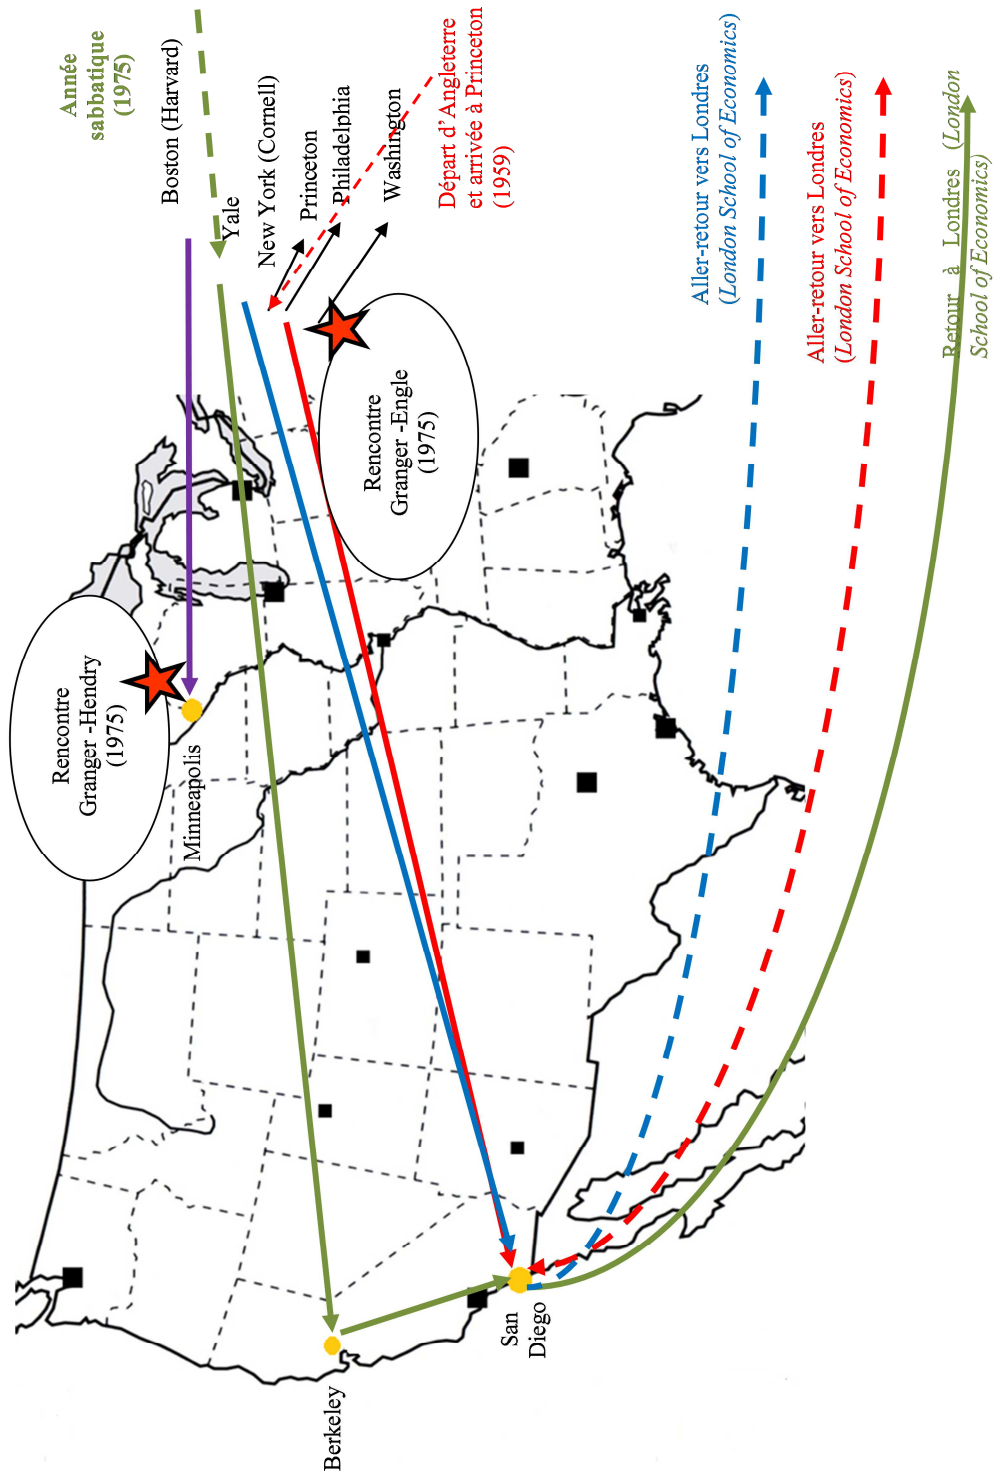 Année
sabbatique
(1975)
Boston (Harvard)
Yale
New York (Cornell)
Princeton
Philadelphia
Washington
Départ d’Angleterre
et arrivée à Princeton
(1959)
Rencontre
Granger -Hendry
(1975)
Minneapolis
Rencontre
Granger -Engle
(1975)
Berkeley
San
Diego
Aller-retour vers Londres
(London School of Economics)
Aller-retour vers Londres
(London School of Economics)
Retour à Londres (London
School of Economics)